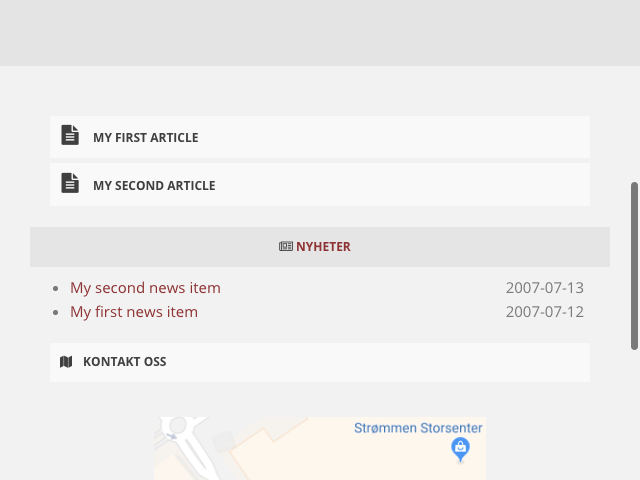 MY FIRST ARTICLE
MY SECOND ARTICLE
NYHETER
My second news item 2007-07-13
My first news item 2007-07-12
KONTAKT OSS
Strømmen Storsenter